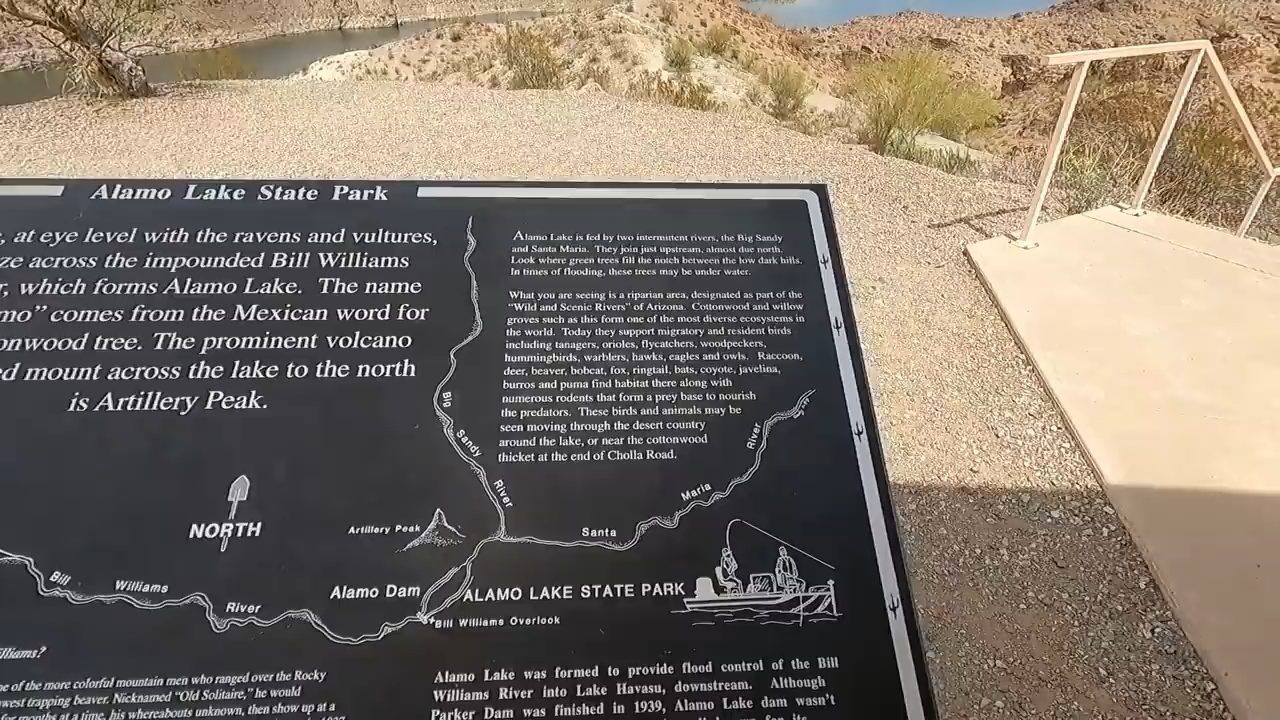 Alamo Lake State Park
, at eye level with the ravens and vultures,
ze across the impounded Bill Williams
r, which forms Alamo Lake. The name
mo" comes from the Mexican word for
onwood tree. The prominent volcano
ed mount across the lake to the north
is Artillery Peak.
Alamo Lake is fed by two intermittent rivers, the Big Sandy
and Santa Maria. They join just upstream, almost due north.
Look where green trees fill the notch between the low dark hills.
In times of flooding, these trees may be under water.
What you are seeing is a riparian area, designated as part of the
"Wild and Scenic Rivers" of Arizona. Cottonwood and willow
groves such as this form one of the most diverse ecosystems in
the world. Today they support migratory and resident birds
including tanagers, orioles, flycatchers, woodpeckers,
hummingbirds, warblers, hawks, eagles and owls. Raccoon,
deer, beaver, bobcat, fox, ringtail, bats, coyote, javelina,
burros and puma find habitat there along with
numerous rodents that form a prey base to nourish
the predators. These birds and animals may be
seen moving through the desert country
around the lake, or near the cottonwood
thicket at the end of Cholla Road.
Big Sandy River
Santa Maria River
NORTH
Artillery Peak
Bill Williams River
Alamo Dam
ALAMO LAKE STATE PARK
Bill Williams Overlook
lliams?
e of the more colorful mountain men who ranged over the Rocky
west trapping beaver. Nicknamed "Old Solitaire," he would
for months at a time, his whereabouts unknown, then show up at a
Alamo Lake was formed to provide flood control of the Bill
Williams River into Lake Havasu, downstream. Although
Parker Dam was finished in 1939, Alamo Lake dam wasn't